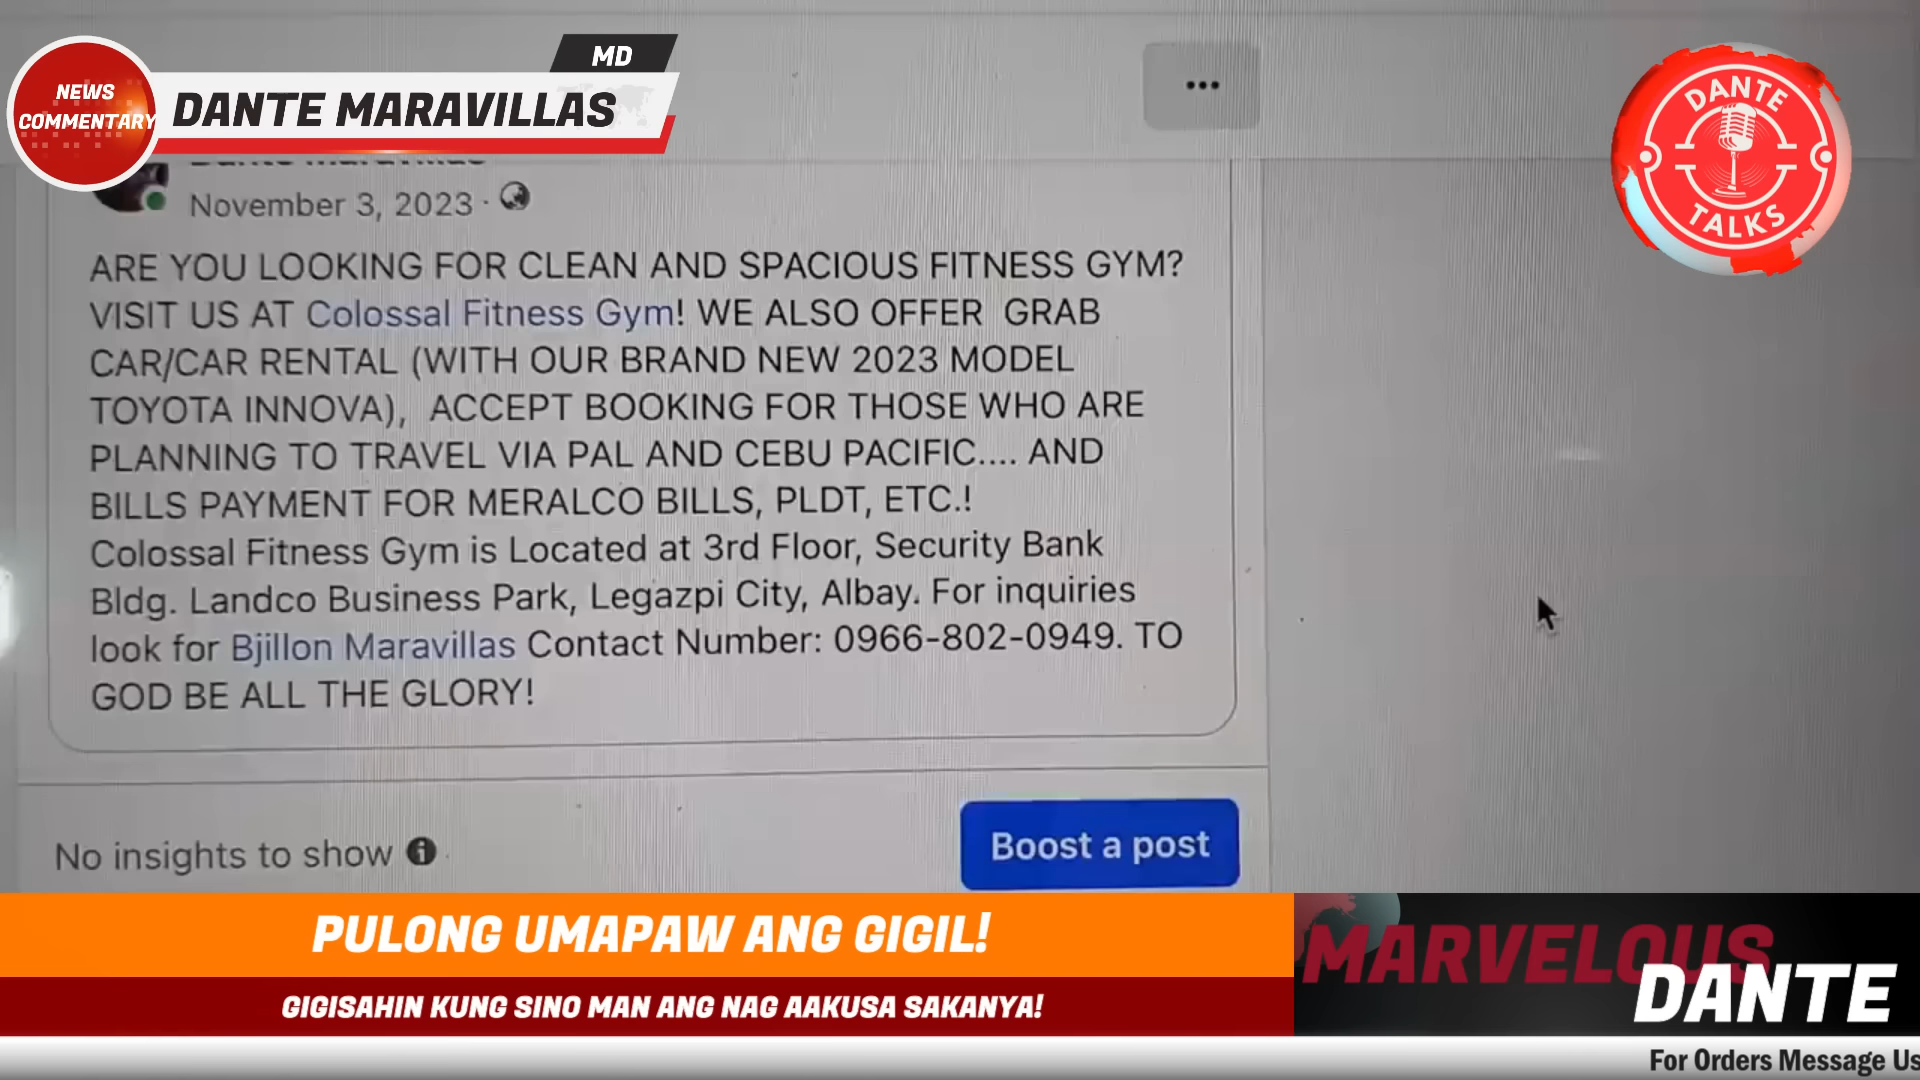 MD
NEWS
COMMENTARY
DANTE MARAVILLAS
DANTE
TALKS
November 3, 2023
ARE YOU LOOKING FOR CLEAN AND SPACIOUS FITNESS GYM?
VISIT US AT Colossal Fitness Gym! WE ALSO OFFER GRAB
CAR/CAR RENTAL (WITH OUR BRAND NEW 2023 MODEL
TOYOTA INNOVA), ACCEPT BOOKING FOR THOSE WHO ARE
PLANNING TO TRAVEL VIA PAL AND CEBU PACIFIC.... AND
BILLS PAYMENT FOR MERALCO BILLS, PLDT, ETC.!
Colossal Fitness Gym is Located at 3rd Floor, Security Bank
Bldg. Landco Business Park, Legazpi City, Albay. For inquiries
look for Bjillon Maravillas Contact Number: 0966-802-0949. TO
GOD BE ALL THE GLORY!
No insights to show
Boost a post
PULONG UMAPAW ANG GIGIL!
GIGISAHIN KUNG SINO MAN ANG NAG AAKUSA SAKANYA!
MARVELOUS
DANTE
For Orders Message Us